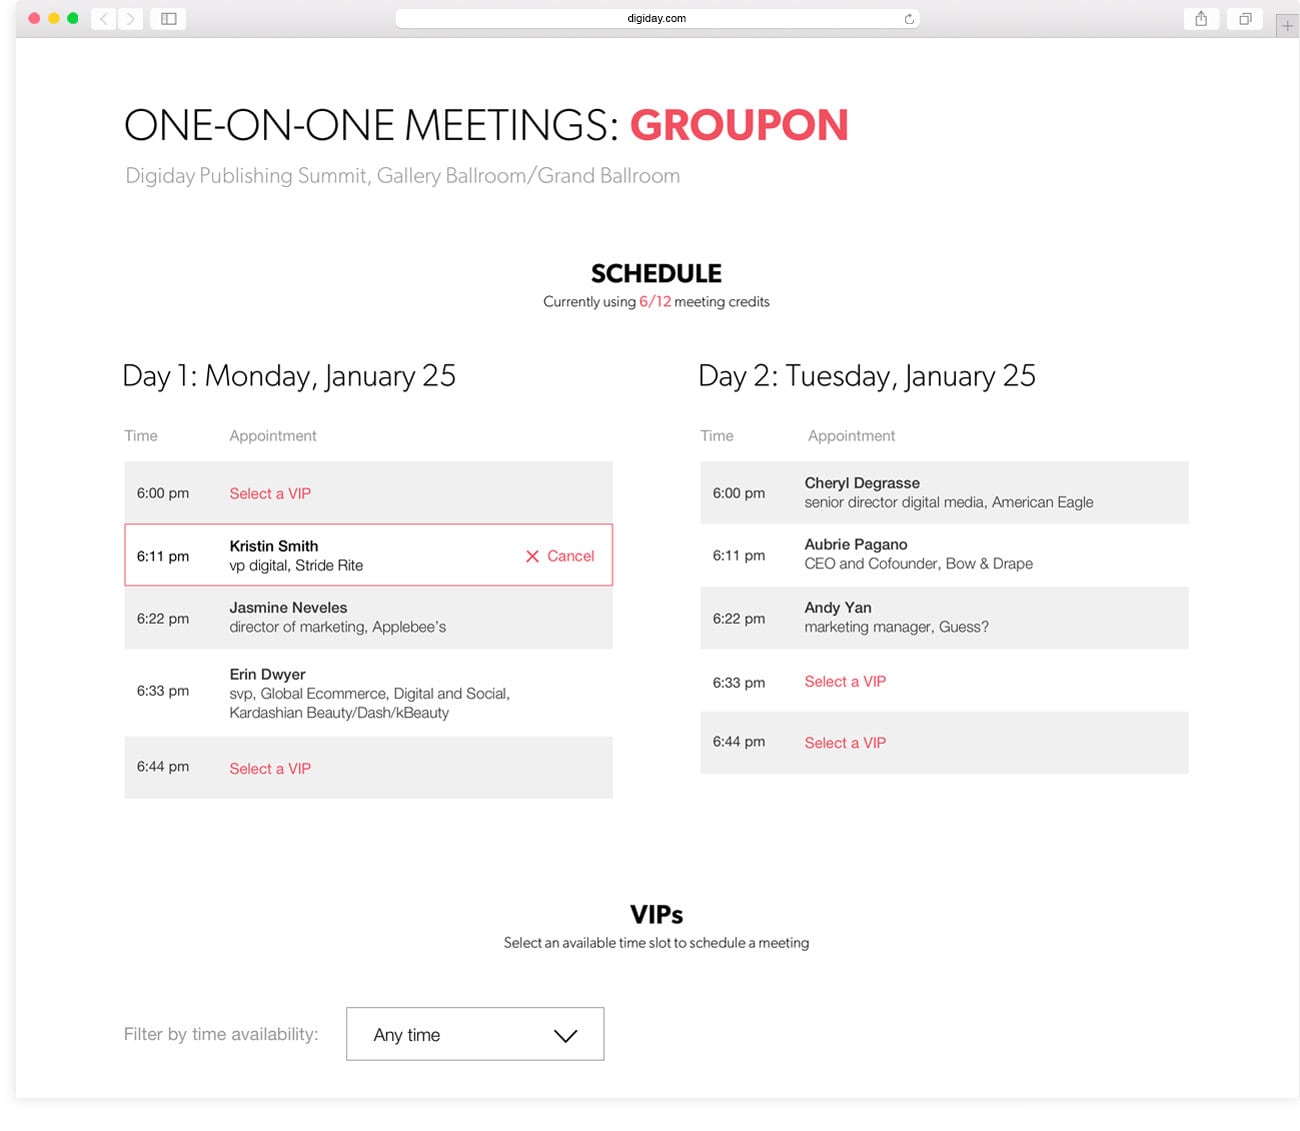 digiday.com
ONE-ON-ONE MEETINGS: GROUPON
Digiday Publishing Summit, Gallery Ballroom/Grand Ballroom
SCHEDULE
Currently using 6/12 meeting credits
Day 1: Monday, January 25
Time Appointment
6:00 pm Select a VIP
6:11 pm Kristin Smith
vp digital, Stride Rite
Cancel
6:22 pm Jasmine Neveles
director of marketing, Applebee's
6:33 pm Erin Dwyer
svp, Global Ecommerce, Digital and Social,
Kardashian Beauty/Dash/kBeauty
6:44 pm Select a VIP
Day 2: Tuesday, January 25
Time Appointment
6:00 pm Cheryl Degrasse
senior director digital media, American Eagle
6:11 pm Aubrie Pagano
CEO and Cofounder, Bow & Drape
6:22 pm Andy Yan
marketing manager, Guess?
6:33 pm Select a VIP
6:44 pm Select a VIP
VIPs
Select an available time slot to schedule a meeting
Filter by time availability: Any time